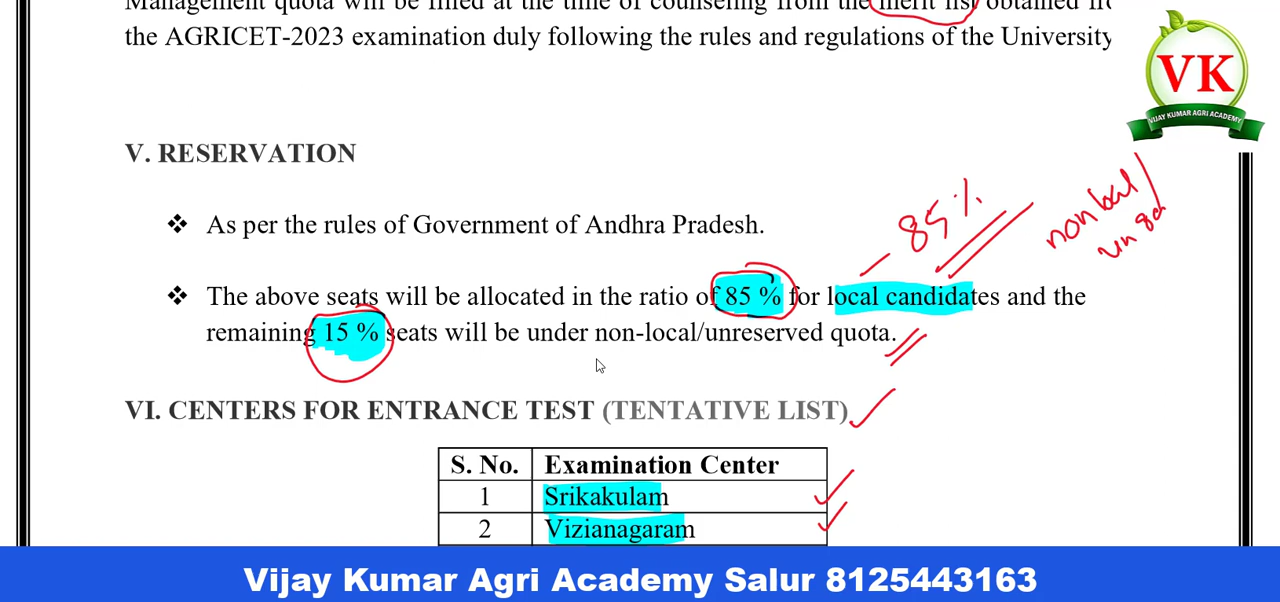 Management quota will be filled at the time of counseling from the merit list obtained
the AGRICET-2023 examination duly following the rules and regulations of the University
VK
VIJAY KUMAR AGRI ACADEMY
V. RESERVATION
85%
❖ As per the rules of Government of Andhra Pradesh.
❖ The above seats will be allocated in the ratio of 85 % for local candidates and the
remaining 15 % seats will be under non-local/unreserved quota.
VI. CENTERS FOR ENTRANCE TEST (TENTATIVE LIST)
S. No. Examination Center
1 Srikakulam
2 Vizianagaram
Vijay Kumar Agri Academy Salur 8125443163